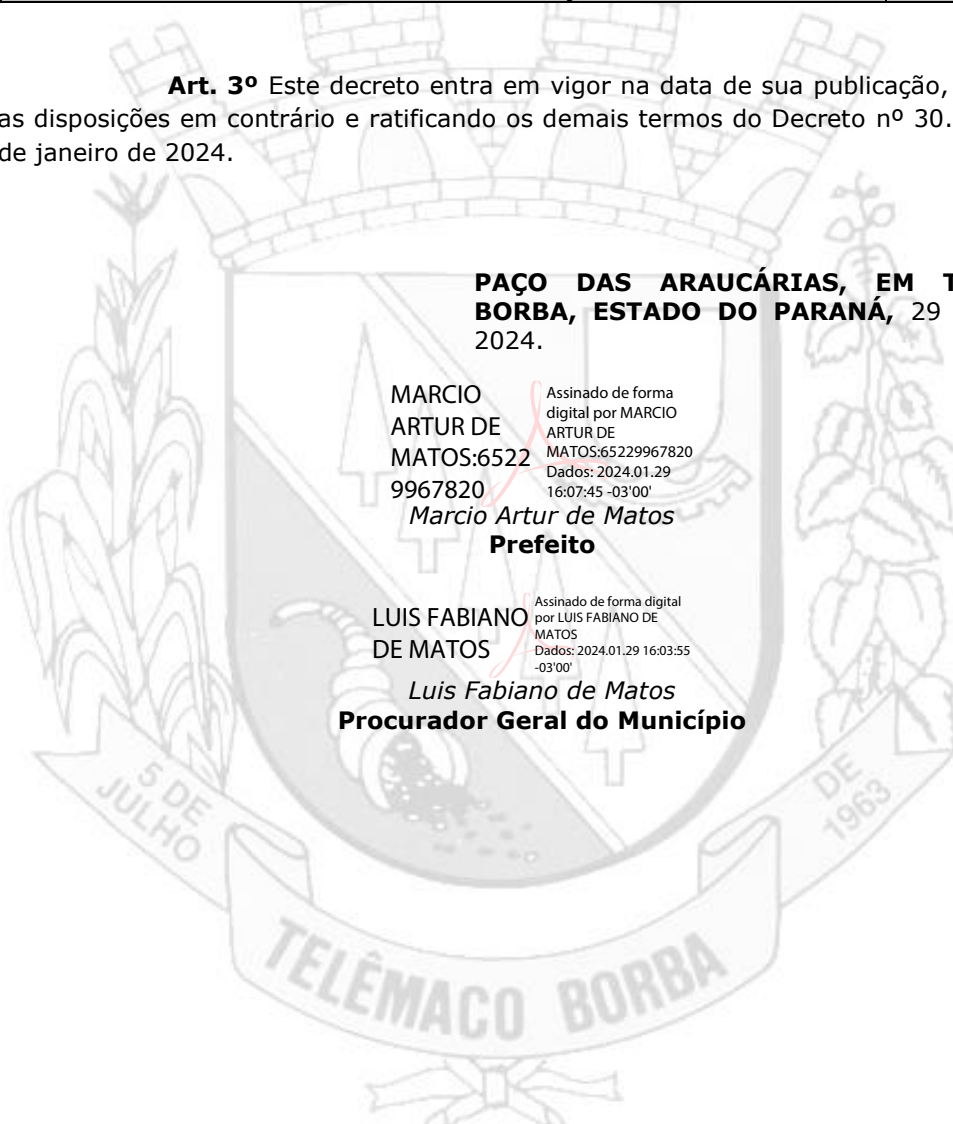 Art. 3º Este decreto entra em vigor na data de sua publicação,
as disposições em contrário e ratificando os demais termos do Decreto nº 30.
de janeiro de 2024.
PAÇO DAS ARAUCÁRIAS, EM T
BORBA, ESTADO DO PARANÁ, 29
2024.
MARCIO
ARTUR DE
MATOS:6522
9967820
Assinado de forma
digital por MARCIO
ARTUR DE
MATOS:65229967820
Dados: 2024.01.29
16:07:45 -03'00'
Marcio Artur de Matos
Prefeito
LUIS FABIANO
DE MATOS
Assinado de forma digital
por LUIS FABIANO DE
MATOS
Dados: 2024.01.29 16:03:55
-03'00'
Luis Fabiano de Matos
Procurador Geral do Município
5 DE
JULHO
DE
1963
TELÊMACO BORBA